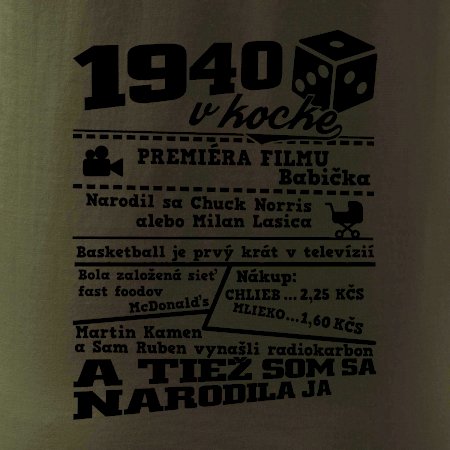 1940
v kocke
PREMIÉRA FILMU
Babička
Narodil sa Chuck Norris
alebo Milan Lasica
Basketball je prvý krát v televízií
Bola založená sieť
fast foodov
McDonald's
Nákup:
CHLIEB... 2,25 KČS
MLIEKO...1,60 KČS
Martin Kamen
a Sam Ruben vynašli radiokarbon
A TIEŽ SOM SA
NARODILA JA